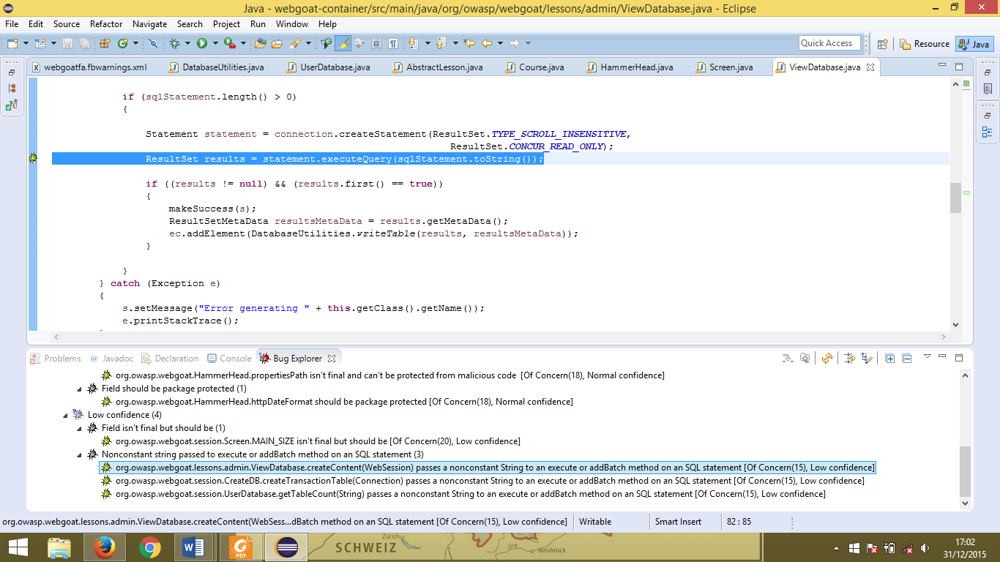 Java - webgoat-container/src/main/java/org/owasp/webgoat/lessons/admin/ViewDatabase.java - Eclipse
File Edit Source Refactor Navigate Search Project Run Window Help
Quick Access Resource Java
webgoatfa.fbwarnings.xml DatabaseUtilities.java UserDatabase.java AbstractLesson.java Course.java HammerHead.java Screen.java ViewDatabase.java
if (sqlStatement.length() > 0)
{
Statement statement = connection.createStatement(ResultSet.TYPE_SCROLL_INSENSITIVE,
ResultSet.CONCUR_READ_ONLY);
ResultSet results = statement.executeQuery(sqlStatement.toString());
if ((results != null) && (results.first() == true))
{
makeSuccess(s);
ResultSetMetaData resultsMetaData = results.getMetaData();
ec.addElement(DatabaseUtilities.writeTable(results, resultsMetaData));
}
}
} catch (Exception e)
{
s.setMessage("Error generating " + this.getClass().getName());
e.printStackTrace();
Problems @ Javadoc Declaration Console Bug Explorer
org.owasp.webgoat.HammerHead.propertiesPath isn't final and can't be protected from malicious code [Of Concern(18), Normal confidence]
Field should be package protected (1)
org.owasp.webgoat.HammerHead.httpDateFormat should be package protected [Of Concern(18), Normal confidence]
Low confidence (4)
Field isn't final but should be (1)
org.owasp.webgoat.session.Screen.MAIN_SIZE isn't final but should be [Of Concern(20), Low confidence]
Nonconstant string passed to execute or addBatch method on an SQL statement (3)
org.owasp.webgoat.lessons.admin.ViewDatabase.createContent(WebSession) passes a nonconstant String to an execute or addBatch method on an SQL statement [Of Concern(15), Low confidence]
org.owasp.webgoat.session.CreateDB.createTransactionTable(Connection) passes a nonconstant String to an execute or addBatch method on an SQL statement [Of Concern(15), Low confidence]
org.owasp.webgoat.session.UserDatabase.getTableCount(String) passes a nonconstant String to an execute or addBatch method on an SQL statement [Of Concern(15), Low confidence]
org.owasp.webgoat.lessons.admin.ViewDatabase.createContent(WebSess...dBatch method on an SQL statement [Of Concern(15), Low confidence] Writable Smart Insert 82 : 85
Zürich
SCHWEIZ
Inn
Innsbruck
PDF
17:02
31/12/2015